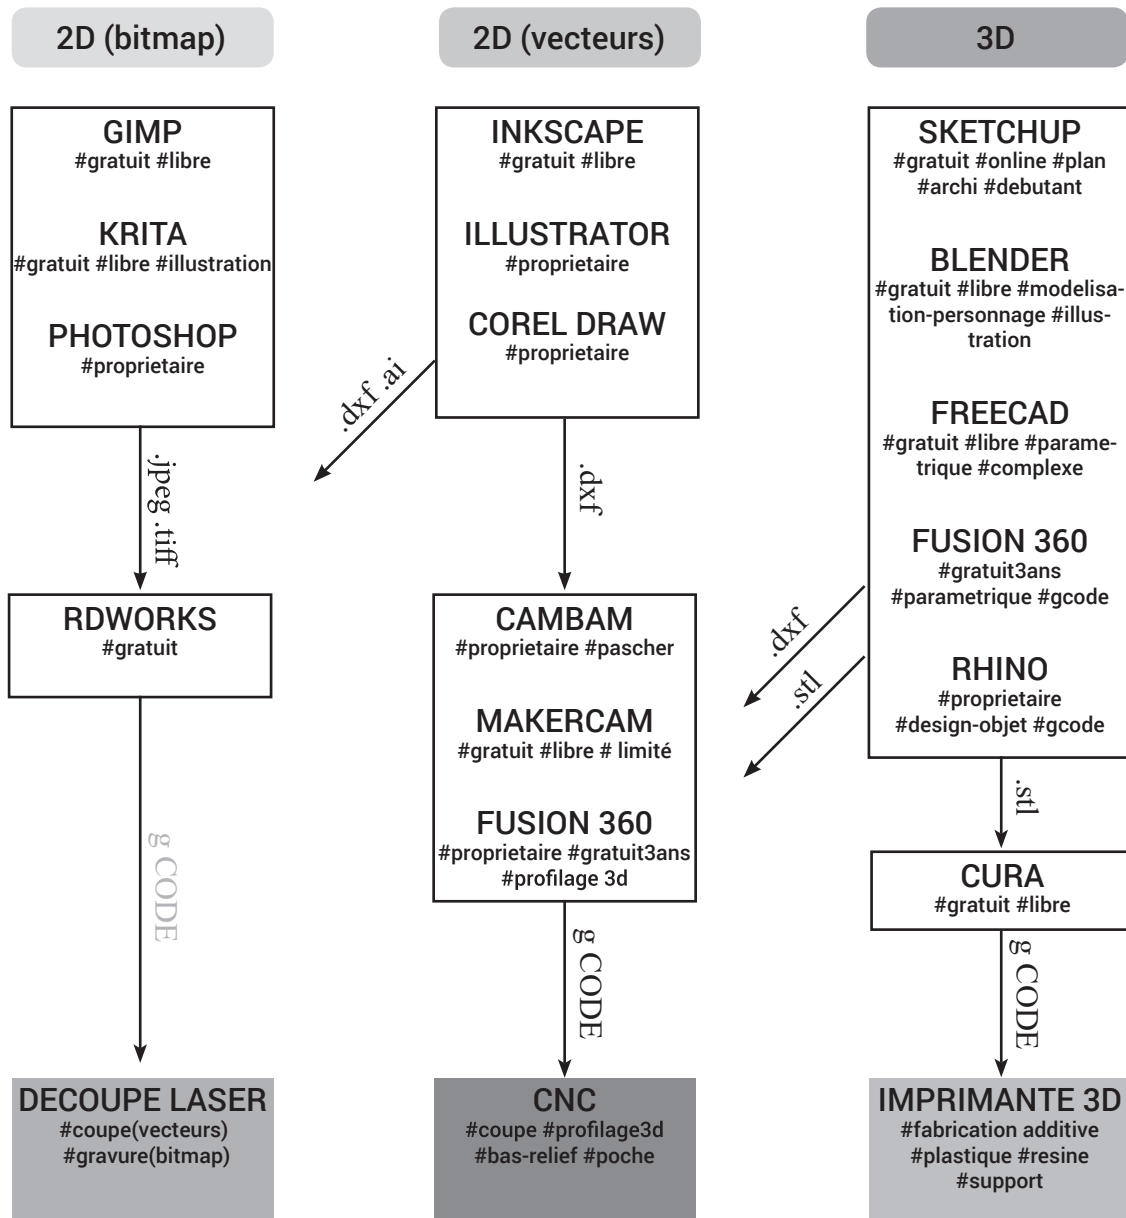 2D (bitmap)
GIMP
#gratuit #libre
KRITA
#gratuit #libre #illustration
PHOTOSHOP
#proprietaire
.jpeg .tiff
RDWORKS
#gratuit
g CODE
DECOUPE LASER
#coupe(vecteurs)
#gravure(bitmap)
2D (vecteurs)
INKSCAPE
#gratuit #libre
ILLUSTRATOR
#proprietaire
COREL DRAW
#proprietaire
.dxf .ai
.dxf
CAMBAM
#proprietaire #pascher
MAKERCAM
#gratuit #libre # limité
FUSION 360
#proprietaire #gratuit3ans
#profilage 3d
g CODE
CNC
#coupe #profilage3d
#bas-relief #poche
3D
SKETCHUP
#gratuit #online #plan
#archi #debutant
BLENDER
#gratuit #libre #modelisa-
tion-personnage #illus-
tration
FREECAD
#gratuit #libre #parame-
trique #complexe
FUSION 360
#gratuit3ans
#parametrique #gcode
RHINO
#proprietaire
#design-objet #gcode
.dxf
.stl
.stl
CURA
#gratuit #libre
g CODE
IMPRIMANTE 3D
#fabrication additive
#plastique #resine
#support